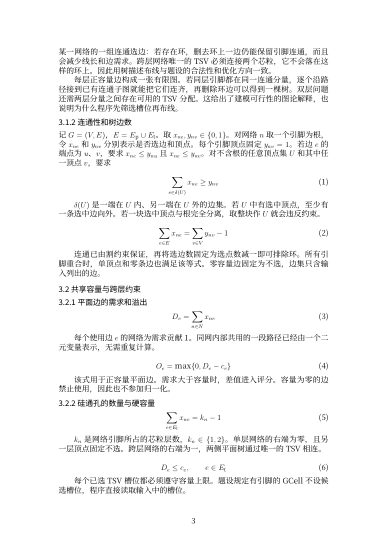 某一网络的一组连通选边：若存在环，删去环上一边仍能保留引脚连通，而且
会减少线长和边需求。跨层网络唯一的 TSV 必须连接两个芯粒，它不会落在这
样的环上。因此用树描述布线与题设的合法性和优化方向一致。
每层正容量边构成一张有限图。若同层引脚都在同一连通分量，逐个沿路
径接到已有连通子图就能把它们连齐，再删除环边可以得到一棵树。双层问题
还需两层分量之间存在可用的 TSV 分配。这给出了建模可行性的图论解释，也
说明为什么程序先筛选槽位再布线。
3.1.2 连通性和树边数
记 G = (V, E)，E = E_p ∪ E_t。取 x_{ne}, y_{nv} ∈ {0, 1}。对网络 n 取一个引脚为根，
令 x_{ne} 和 y_{nv} 分别表示是否选边和顶点。每个引脚顶点固定 y_{nv} = 1。若边 e 的
端点为 u、v，要求 x_{ne} ≤ y_{nu} 且 x_{ne} ≤ y_{nv}。对不含根的任意顶点集 U 和其中任
一顶点 v，要求
∑_{e∈δ(U)} x_{ne} ≥ y_{nv} (1)
δ(U) 是一端在 U 内、另一端在 U 外的边集。若 U 中有选中顶点，至少有
一条选中边向外。若一块选中顶点与根完全分离，取整块作 U 就会违反约束。
∑_{e∈E} x_{ne} = ∑_{v∈V} y_{nv} − 1 (2)
连通已由割约束保证，再将选边数固定为选点数减一即可排除环。所有引
脚重合时，单顶点和零条边也满足该等式。零容量边固定为不选，边集只含输
入列出的边。
3.2 共享容量与跨层约束
3.2.1 平面边的需求和溢出
D_e = ∑_{n∈N} x_{ne} (3)
每个使用边 e 的网络为需求贡献 1。同网内部共用的一段路径已经由一个二
元变量表示，无需重复计算。
O_e = max{0, D_e − c_e} (4)
该式用于正容量平面边。需求大于容量时，差值进入评分。容量为零的边
禁止使用，因此也不参加归一化。
3.2.2 硅通孔的数量与硬容量
∑_{e∈E_t} x_{ne} = k_n − 1 (5)
k_n 是网络引脚所占的芯粒层数，k_n ∈ {1, 2}。单层网络的右端为零，且另
一层顶点固定不选。跨层网络的右端为一，两侧平面树通过唯一的 TSV 相连。
D_e ≤ c_e, e ∈ E_t (6)
每个已选 TSV 槽位都必须遵守容量上限。题设规定有引脚的 GCell 不设候
选槽位，程序直接读取输入中的槽位。
3